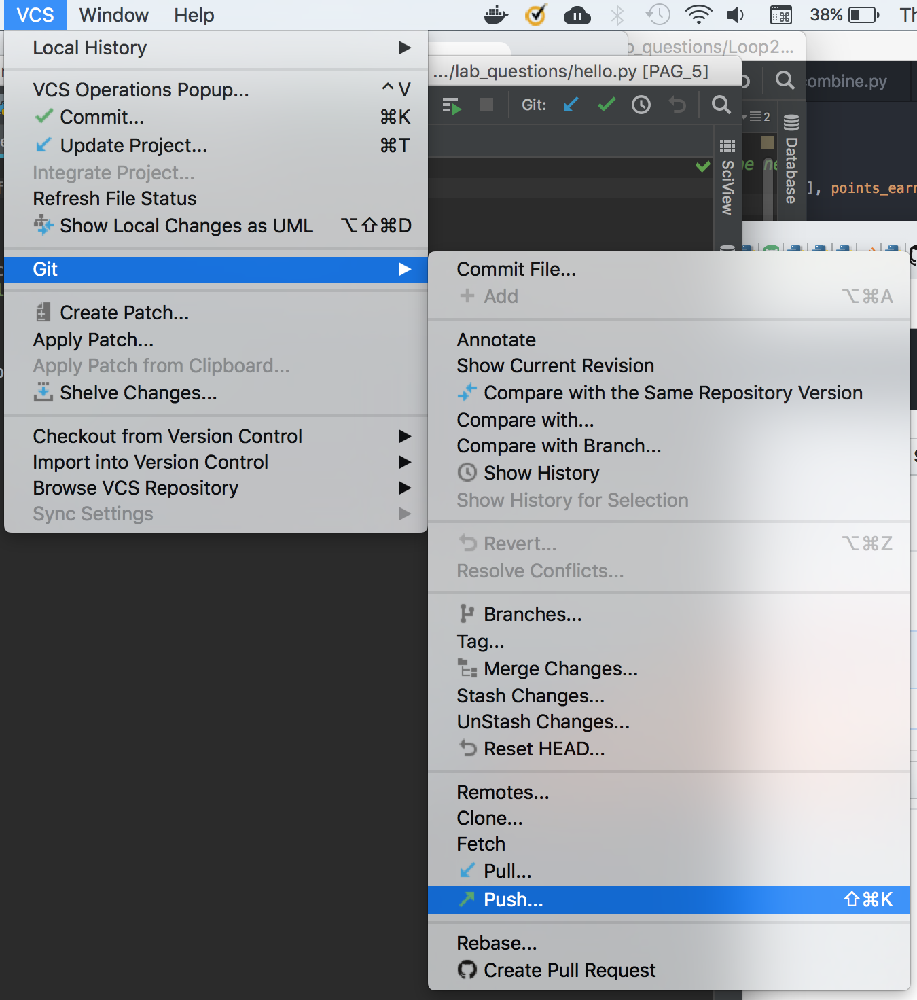 VCS Window Help 38% Th
Local History
VCS Operations Popup... ^V
Commit... ⌘K
Update Project... ⌘T
Integrate Project...
Refresh File Status
Show Local Changes as UML ⌥⇧⌘D
Git
Create Patch...
Apply Patch...
Apply Patch from Clipboard...
Shelve Changes...
Checkout from Version Control
Import into Version Control
Browse VCS Repository
Sync Settings
_questions/Loop2...
.../lab_questions/hello.py [PAG_5]
combine.py
Git:
2
SciView
Database
ne ne
], points_earn
Commit File...
Add ⌥⌘A
Annotate
Show Current Revision
Compare with the Same Repository Version
Compare with...
Compare with Branch...
Show History
Show History for Selection
Revert... ⌥⌘Z
Resolve Conflicts...
Branches...
Tag...
Merge Changes...
Stash Changes...
UnStash Changes...
Reset HEAD...
Remotes...
Clone...
Fetch
Pull...
Push... ⇧⌘K
Rebase...
Create Pull Request